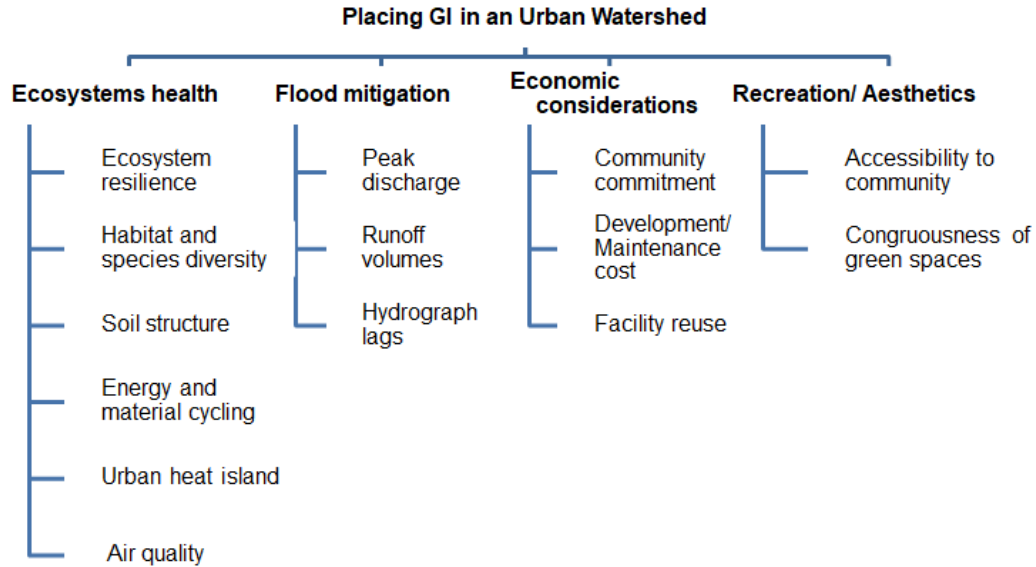 Placing GI in an Urban Watershed
Ecosystems health
Ecosystem
resilience
Habitat and
species diversity
Soil structure
Energy and
material cycling
Urban heat island
Air quality
Flood mitigation
Peak
discharge
Runoff
volumes
Hydrograph
lags
Economic
considerations
Community
commitment
Development/
Maintenance
cost
Facility reuse
Recreation/ Aesthetics
Accessibility to
community
Congruousness of
green spaces